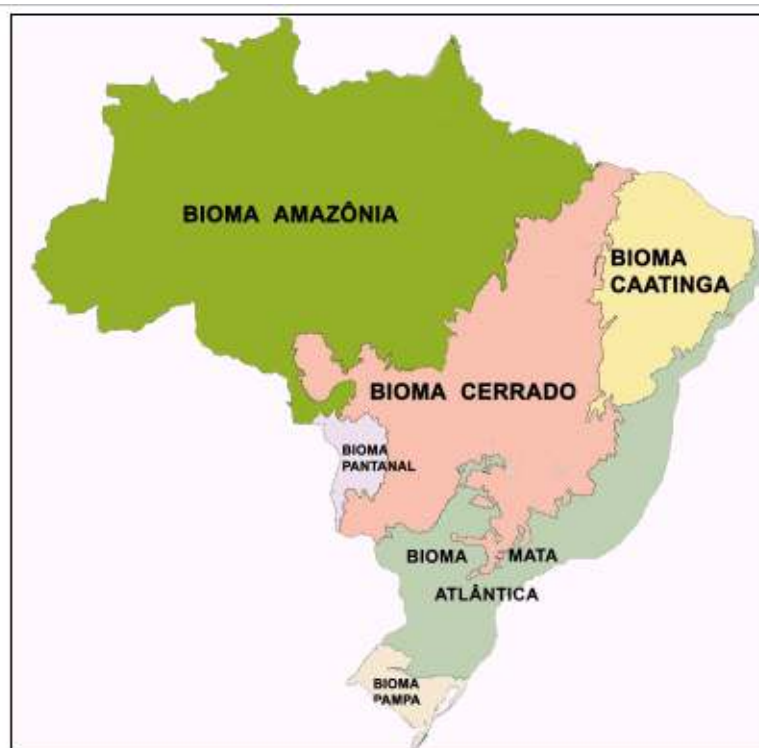 BIOMA AMAZÔNIA
BIOMA
CAATINGA
BIOMA CERRADO
BIOMA
PANTANAL
BIOMA MATA
ATLÂNTICA
BIOMA
PAMPA